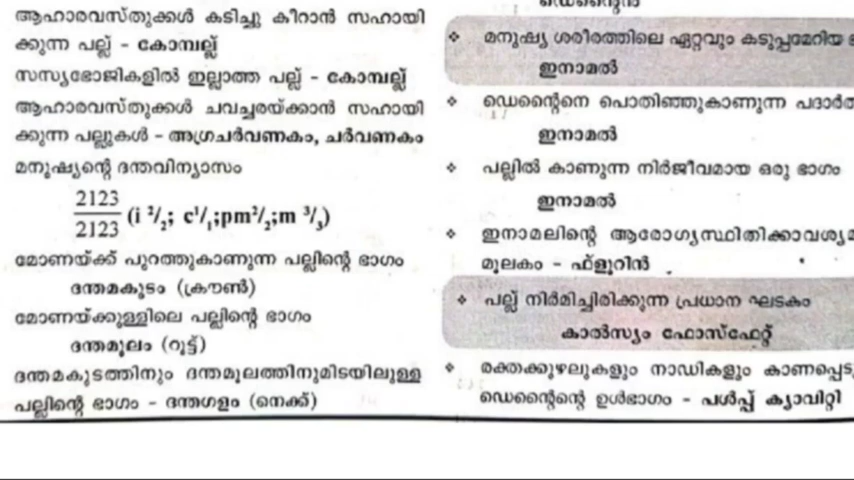 ആഹാരവസ്തുക്കൾ കടിച്ചു കീറാൻ സഹായി
ക്കുന്ന പല്ല് - കോമ്പല്ല്
സസ്യഭോജികളിൽ ഇല്ലാത്ത പല്ല് - കോമ്പല്ല്
ആഹാരവസ്തുക്കൾ ചവച്ചരയ്ക്കാൻ സഹായി
ക്കുന്ന പല്ലുകൾ - അഗ്രചർവണകം, ചർവണകം
മനുഷ്യന്റെ ദന്തവിന്യാസം
2123
2123 (i 2/2; c1/1;pm2/2;m 3/3)
മോണയ്ക്ക് പുറത്തുകാണുന്ന പല്ലിന്റെ ഭാഗം
ദന്തമകുടം (ക്രൗൺ)
മോണയ്ക്കുള്ളിലെ പല്ലിന്റെ ഭാഗം
ദന്തമൂലം (റൂട്ട്)
ദന്തമകുടത്തിനും ദന്തമൂലത്തിനുമിടയിലുള്ള
പല്ലിന്റെ ഭാഗം - ദന്തഗളം (നെക്ക്)
❖ മനുഷ്യ ശരീരത്തിലെ ഏറ്റവും കടുപ്പമേറിയ
ഇനാമൽ
❖ ഡെന്റൈനെ പൊതിഞ്ഞുകാണുന്ന
ഇനാമൽ
❖ പല്ലിൽ കാണുന്ന നിർജീവമായ ഒരു ഭാഗം
ഇനാമൽ
❖ ഇനാമലിന്റെ ആരോഗ്യസ്ഥിതിക്കാവശ്യമ
മൂലകം - ഫ്ളൂറിൻ
❖ പല്ല് നിർമിച്ചിരിക്കുന്ന പ്രധാന ഘടകം
കാൽസ്യം ഫോസ്ഫേറ്റ്
❖ രക്തക്കുഴലുകളും നാഡികളും കാണപ്പെടു
ഡെന്റൈന്റെ ഉൾഭാഗം - പൾപ്പ് ക്യാവിറ്റി